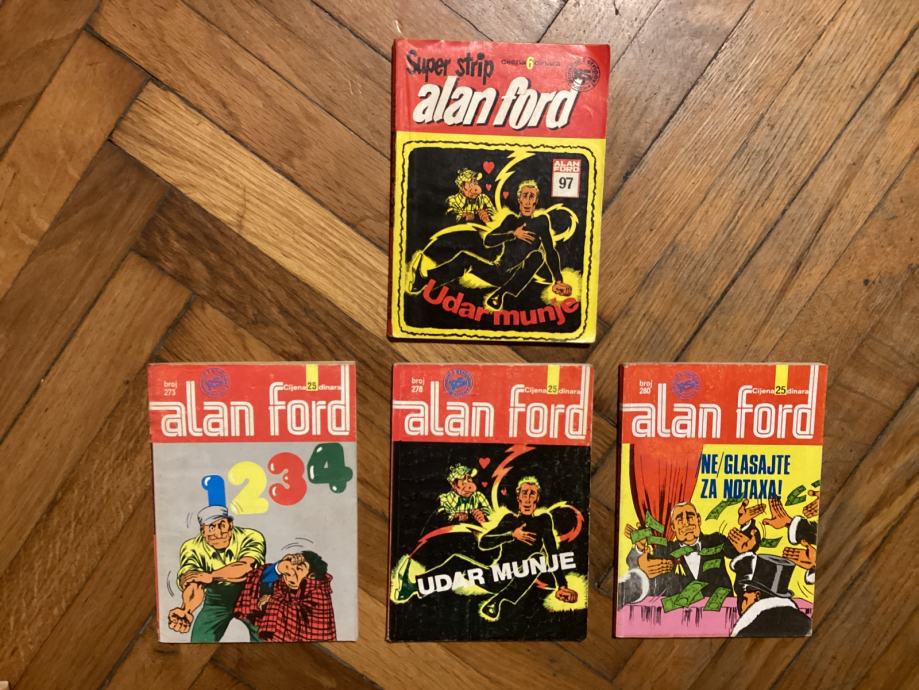 Super strip
cijena 6 dinara
alan ford
ALAN
FORD
97
Udar munje
broj
273
Cijena 25 dinara
alan ford
1234
broj
278
Cijena 25 dinara
alan ford
UDAR MUNJE
broj
280
Cijena 25 dinara
alan ford
NE/GLASAJTE
ZA NOTAXA!